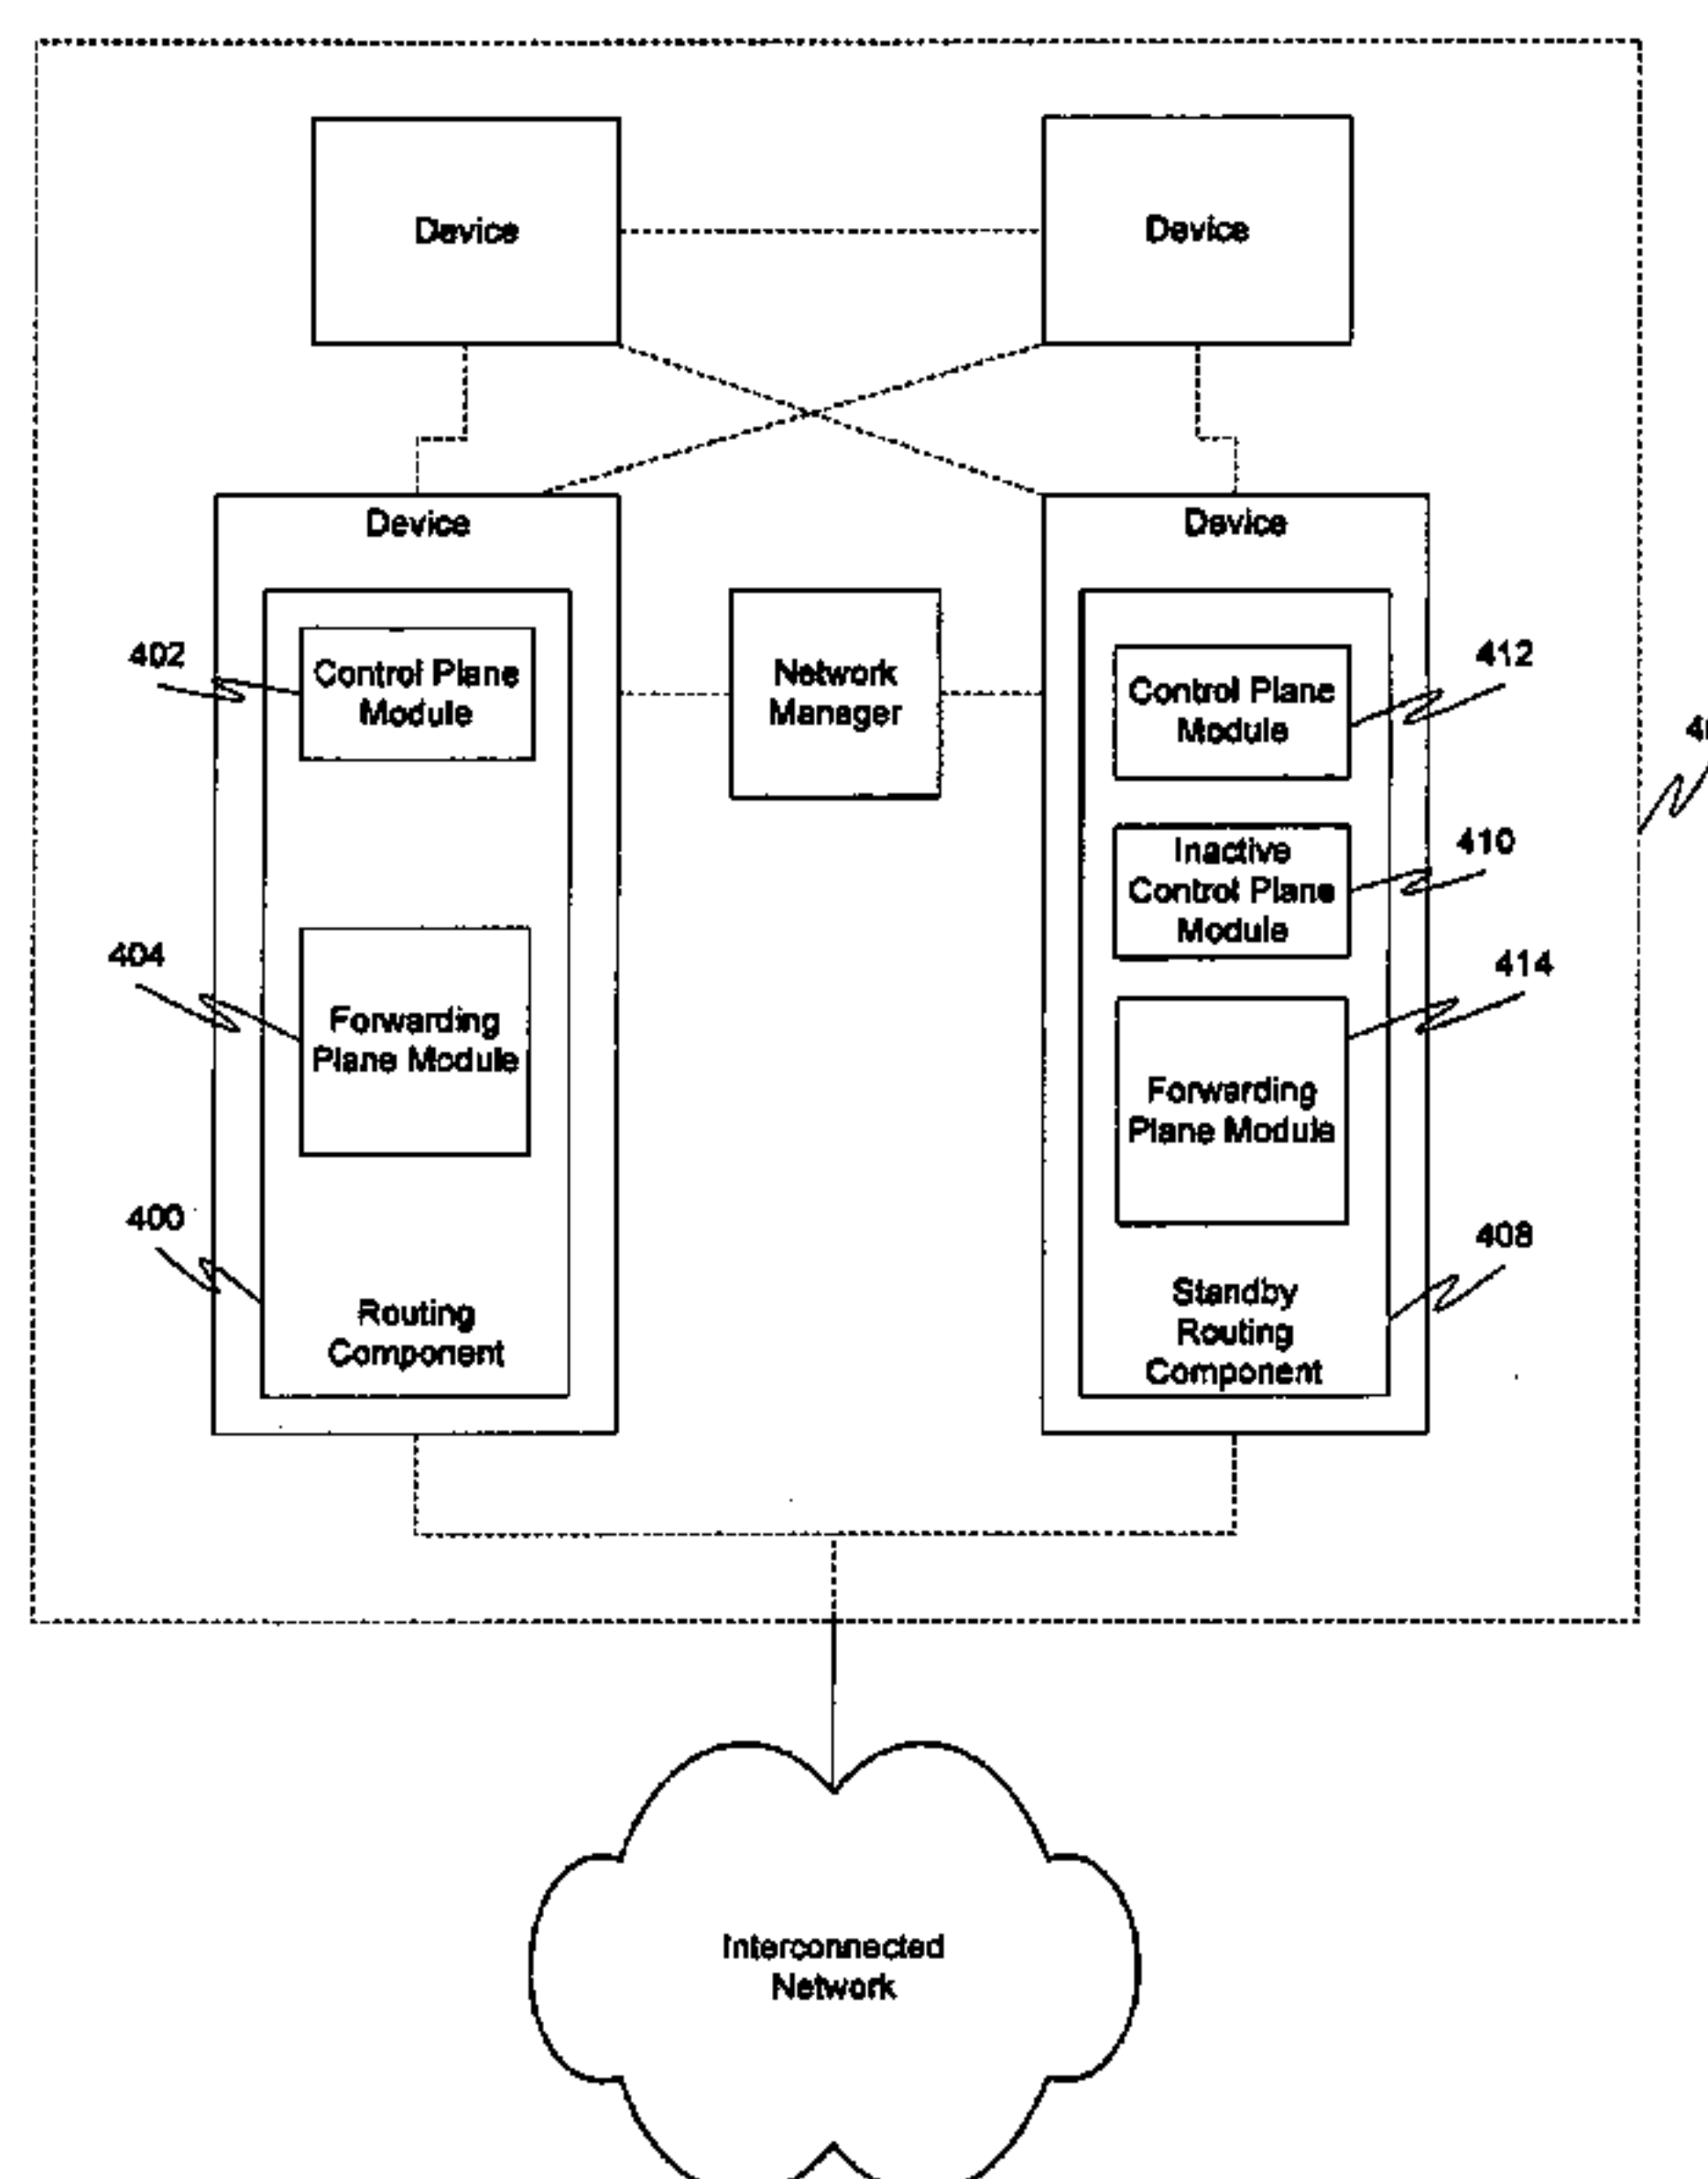 Device
Device
Device
Device
402
Control Plane
Module
Network
Manager
Control Plane
Module
412
Inactive
Control Plane
Module
410
404
Forwarding
Plane Module
414
Forwarding
Plane Module
400
Routing
Component
408
Standby
Routing
Component
Interconnected
Network